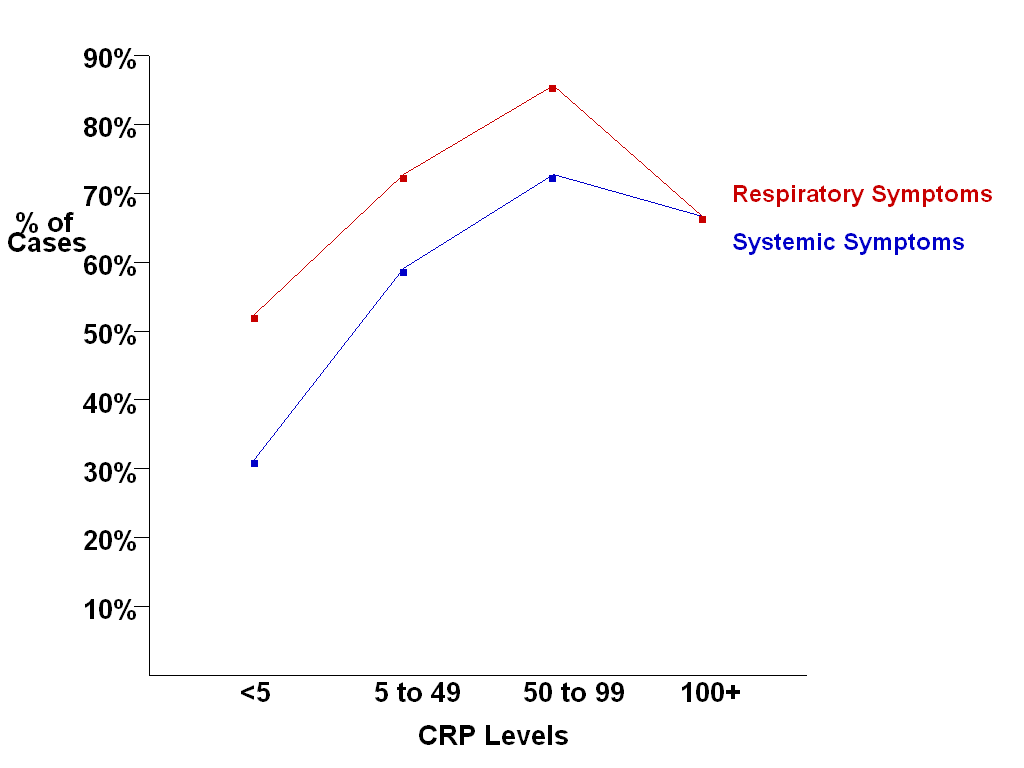 90%
80%
70%
% of
Cases
60%
50%
40%
30%
20%
10%
Respiratory Symptoms
Systemic Symptoms
<5 5 to 49 50 to 99 100+
CRP Levels